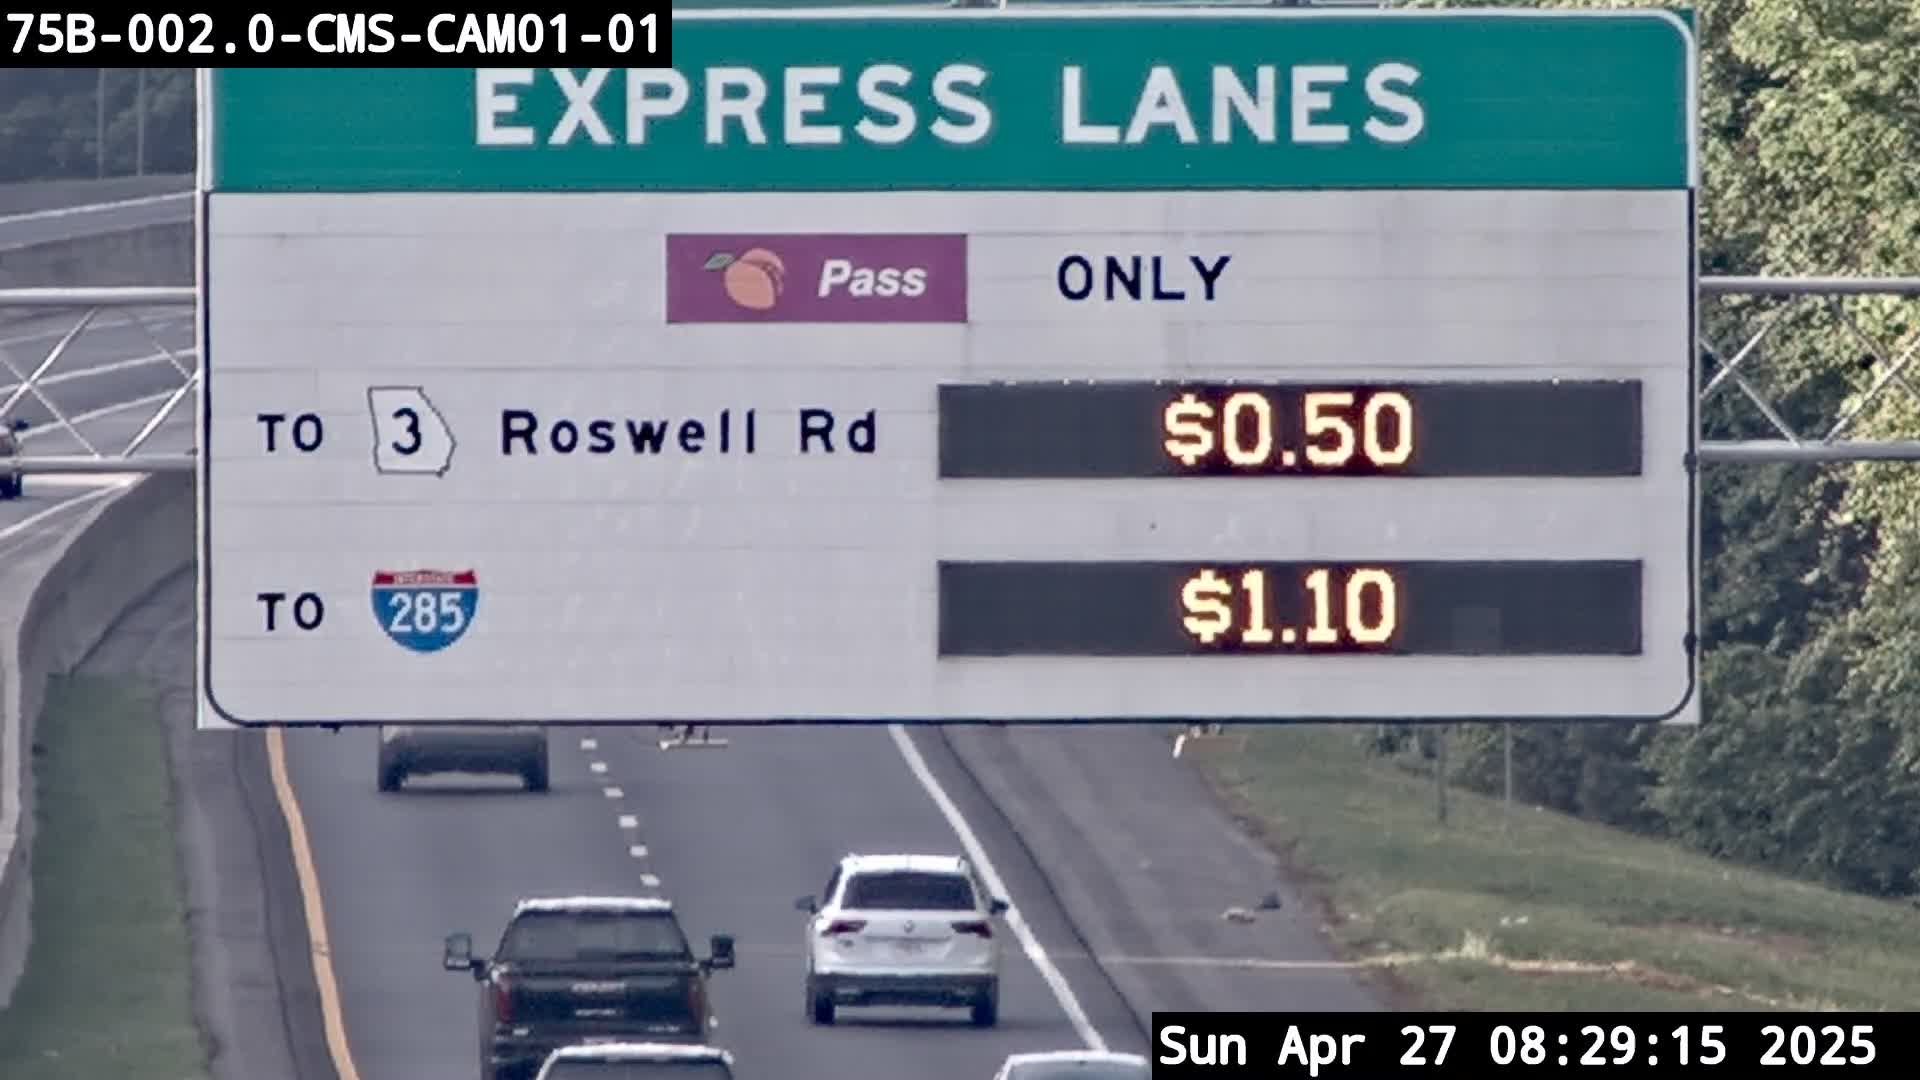 75B-002.0-CMS-CAM01-01
EXPRESS LANES
Pass ONLY
TO 3 Roswell Rd $0.50
INTERSTATE
TO 285 $1.10
Sun Apr 27 08:29:15 2025